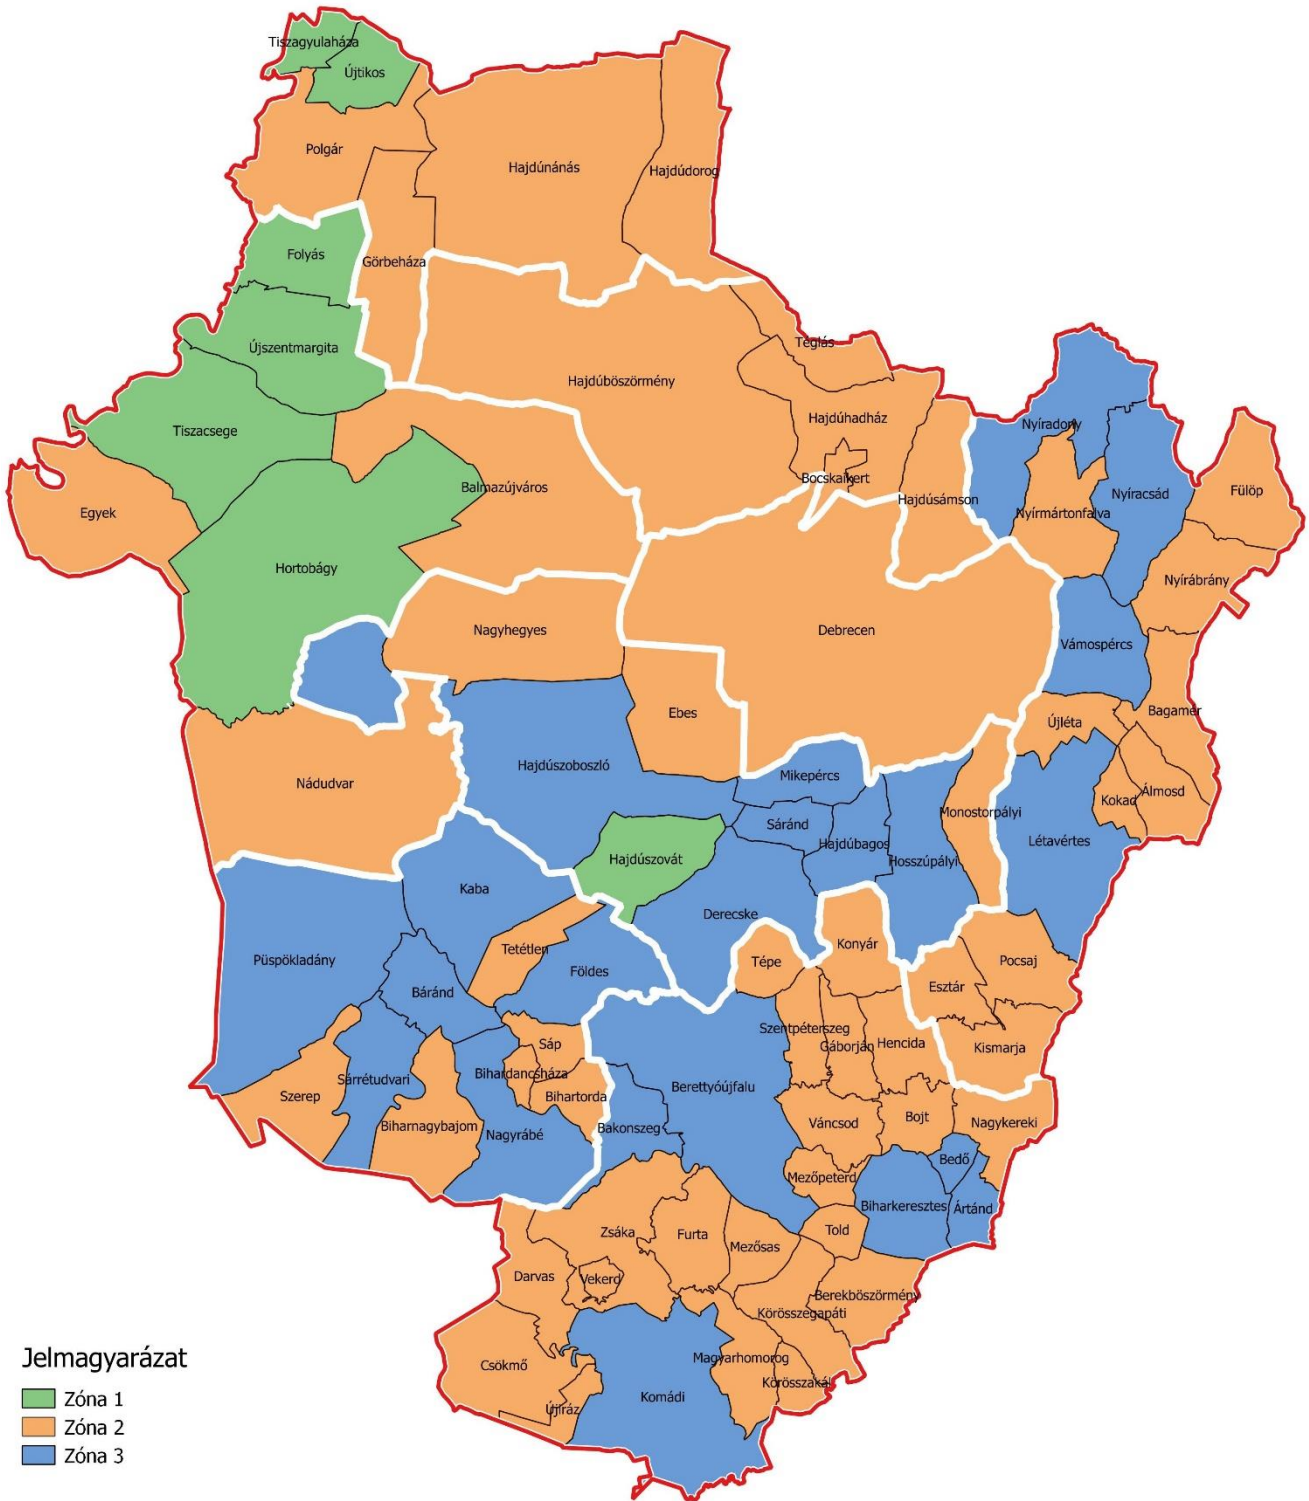 Tiszagyulaháza
Újtikos
Polgár
Hajdúnánás
Hajdúdorog
Folyás
Görbeháza
Újszentmargita
Téglás
Hajdúböszörmény
Tiszacsege
Hajdúhadház
Nyíradony
Bocskaikert
Balmazújváros
Hajdúsámson
Nyíracsád
Fülöp
Egyek
Nyírmártonfalva
Hortobágy
Nyírábrány
Nagyhegyes
Debrecen
Vámospércs
Ebes
Újléta
Bagamér
Hajdúszoboszló
Mikepércs
Nádudvar
Kokad
Álmosd
Monostorpályi
Sáránd
Hajdúbagos
Létavértes
Hajdúszovát
Hosszúpályi
Kaba
Derecske
Tetétlen
Konyár
Püspökladány
Földes
Tépe
Pocsaj
Báránd
Esztár
Szentpéterszeg
Sáp
Gáborján
Hencida
Kismarja
Sárrétudvari
Bihardancsháza
Berettyóújfalu
Szerep
Bihartorda
Biharnagybajom
Nagyrábé
Bakonszeg
Váncsod
Bojt
Nagykereki
Bedő
Mezőpeterd
Biharkeresztes
Ártánd
Zsáka
Furta
Mezősas
Told
Darvas
Vekerd
Berekböszörmény
Körösszegapáti
Csökmő
Magyarhomorog
Körösszakál
Komádi
Újiráz
Jelmagyarázat
Zóna 1
Zóna 2
Zóna 3